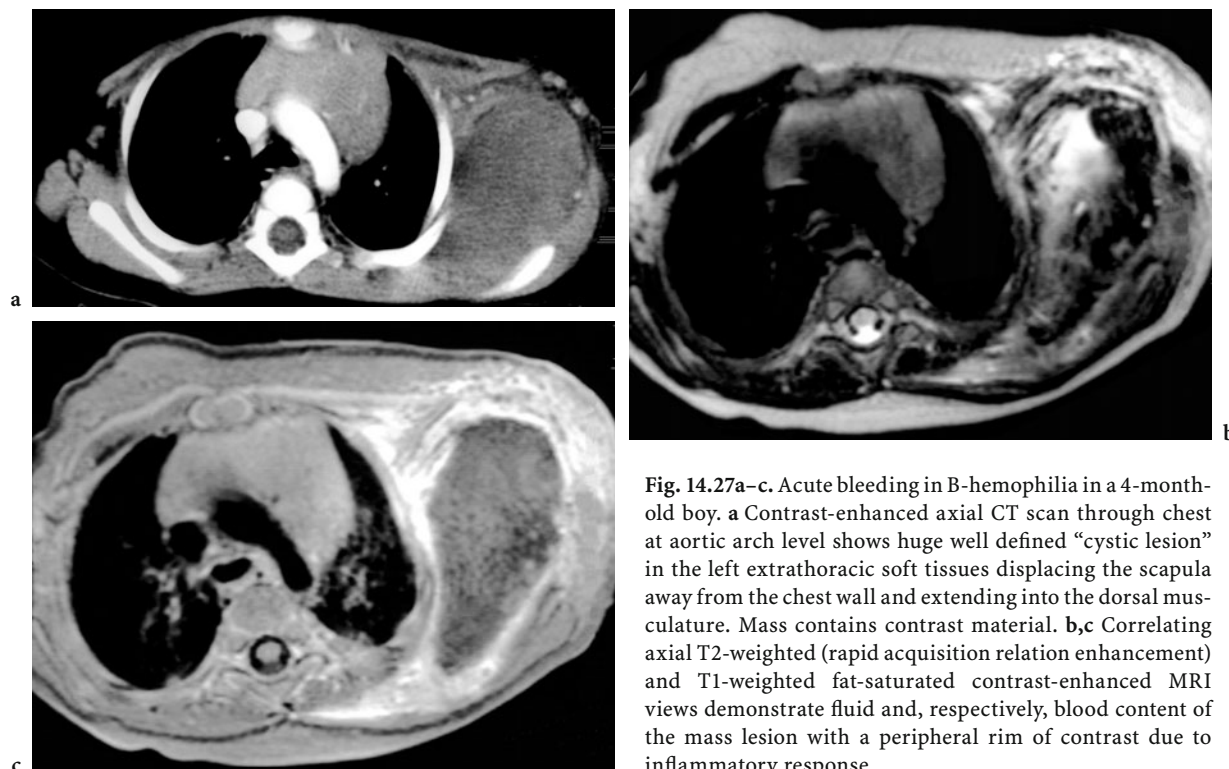 a
b
c
Fig. 14.27a–c. Acute bleeding in B-hemophilia in a 4-month-
old boy. a Contrast-enhanced axial CT scan through chest
at aortic arch level shows huge well defined “cystic lesion”
in the left extrathoracic soft tissues displacing the scapula
away from the chest wall and extending into the dorsal mus-
culature. Mass contains contrast material. b,c Correlating
axial T2-weighted (rapid acquisition relation enhancement)
and T1-weighted fat-saturated contrast-enhanced MRI
views demonstrate fluid and, respectively, blood content of
the mass lesion with a peripheral rim of contrast due to
inflammatory response